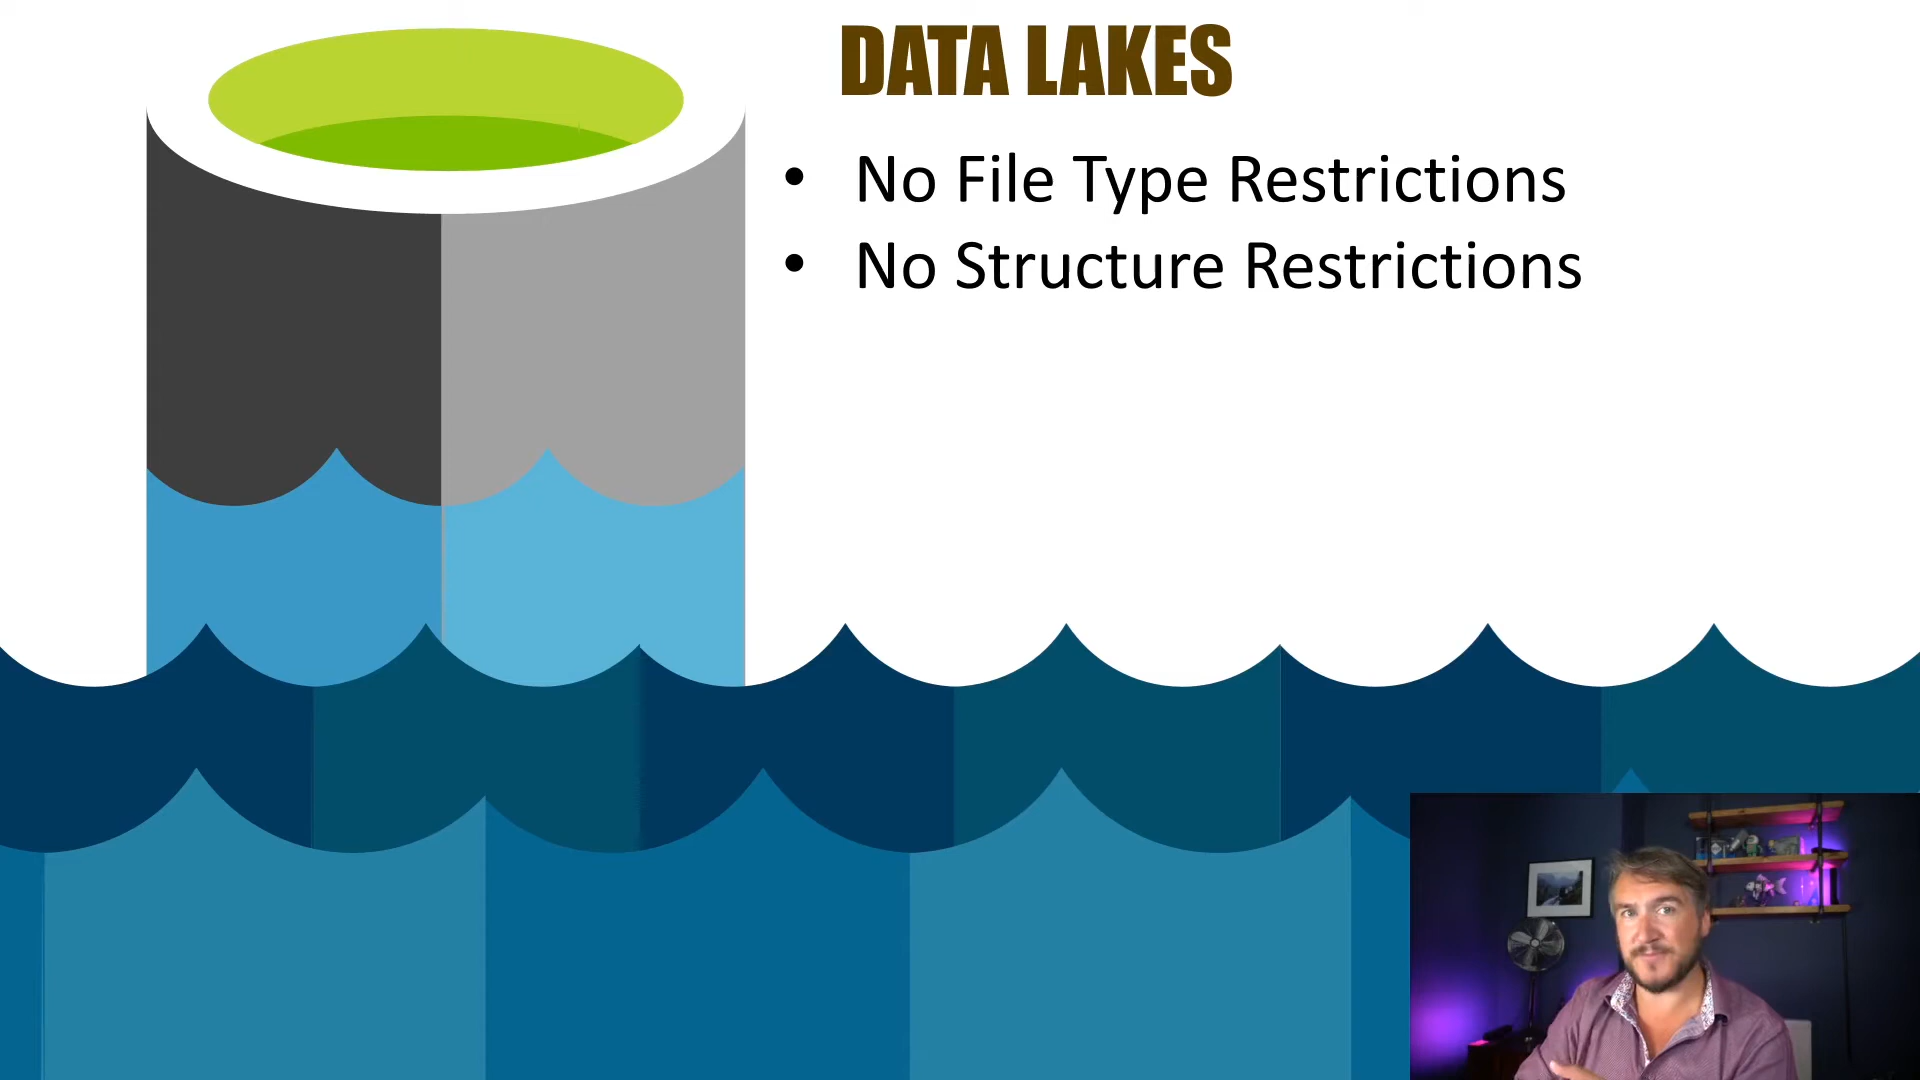 DATA LAKES
• No File Type Restrictions
• No Structure Restrictions